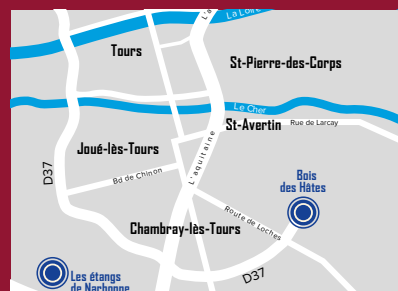 L'a
La Loire
Tours
St-Pierre-des-Corps
Le Cher
St-Avertin
Rue de Larcay
L'aquitaine
Joué-lès-Tours
D37
Bd de Chinon
Bois
des Hôtes
Route de Loches
Chambray-lès-Tours
D37
Les étangs
de Narbonne